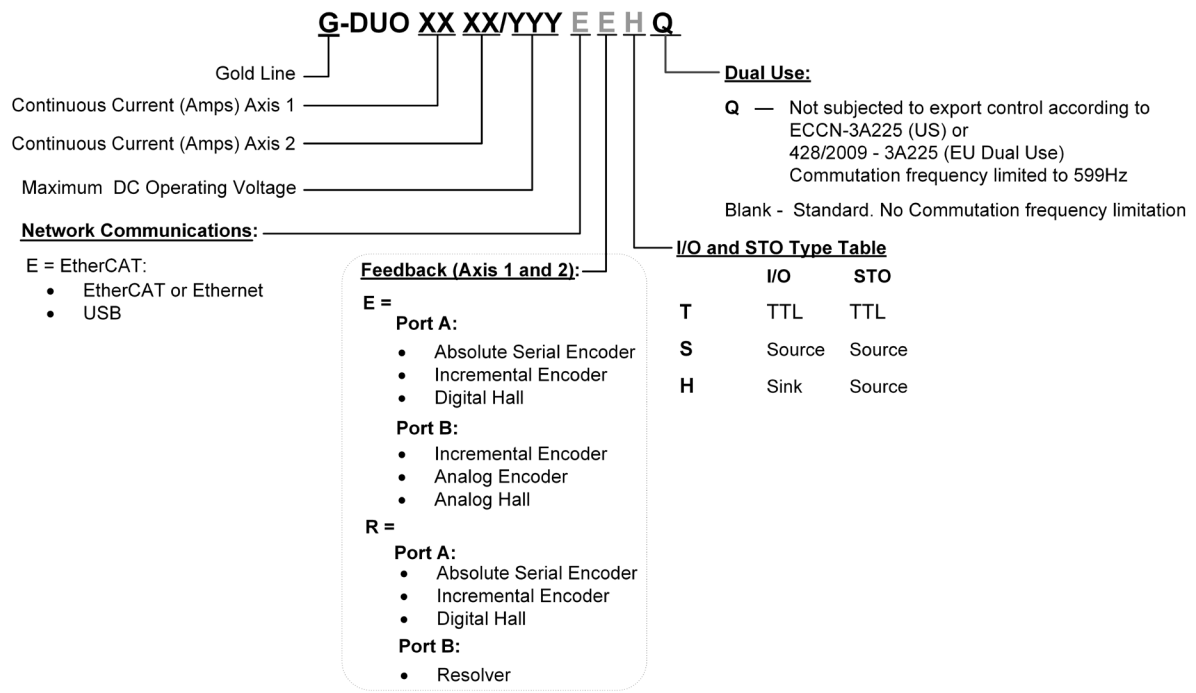 G-DUO XX XX/YYY E E H Q
Gold Line
Continuous Current (Amps) Axis 1
Continuous Current (Amps) Axis 2
Maximum DC Operating Voltage
Network Communications:
E = EtherCAT:
• EtherCAT or Ethernet
• USB
Feedback (Axis 1 and 2):
E =
Port A:
• Absolute Serial Encoder
• Incremental Encoder
• Digital Hall
Port B:
• Incremental Encoder
• Analog Encoder
• Analog Hall
R =
Port A:
• Absolute Serial Encoder
• Incremental Encoder
• Digital Hall
Port B:
• Resolver
Dual Use:
Q — Not subjected to export control according to
ECCN-3A225 (US) or
428/2009 - 3A225 (EU Dual Use)
Commutation frequency limited to 599Hz
Blank - Standard. No Commutation frequency limitation
I/O and STO Type Table
I/O STO
T TTL TTL
S Source Source
H Sink Source